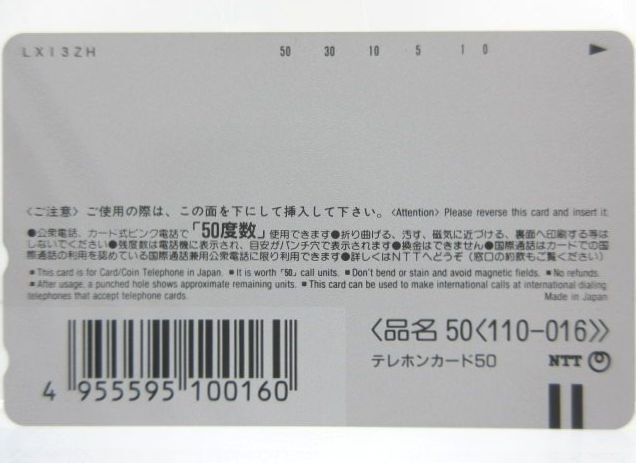 LX13ZH 50 30 10 5 1 0
〈ご注意〉ご使用の際は、この面を下にして挿入して下さい。〈Attention〉Please reverse this card and insert it.
●公衆電話、カード式ピンク電話で「50度数」使用できます●折り曲げる、汚す、磁気に近づける、裏面へ印刷する等は
しないでください●残度数は電話機に表示され、目安がパンチ穴で表示されます●換金はできません●国際通話はカードでの国
際通話の利用を認めている国際通話兼用公衆電話に限り利用できます●詳しくはNTTへどうぞ(窓口の約款もご覧ください)
■This card is for Card/Coin Telephone in Japan. ■It is worth "50" call units. ■Don't bend or stain and avoid magnetic fields. ■No refunds.
■After usage, a punched hole shows approximate remaining units. ■This card can be used to make international calls at international dialing
telephones that accept telephone cards. Made in Japan
〈品名 50〈110-016》
テレホンカード50 NTT
4 955595 100160